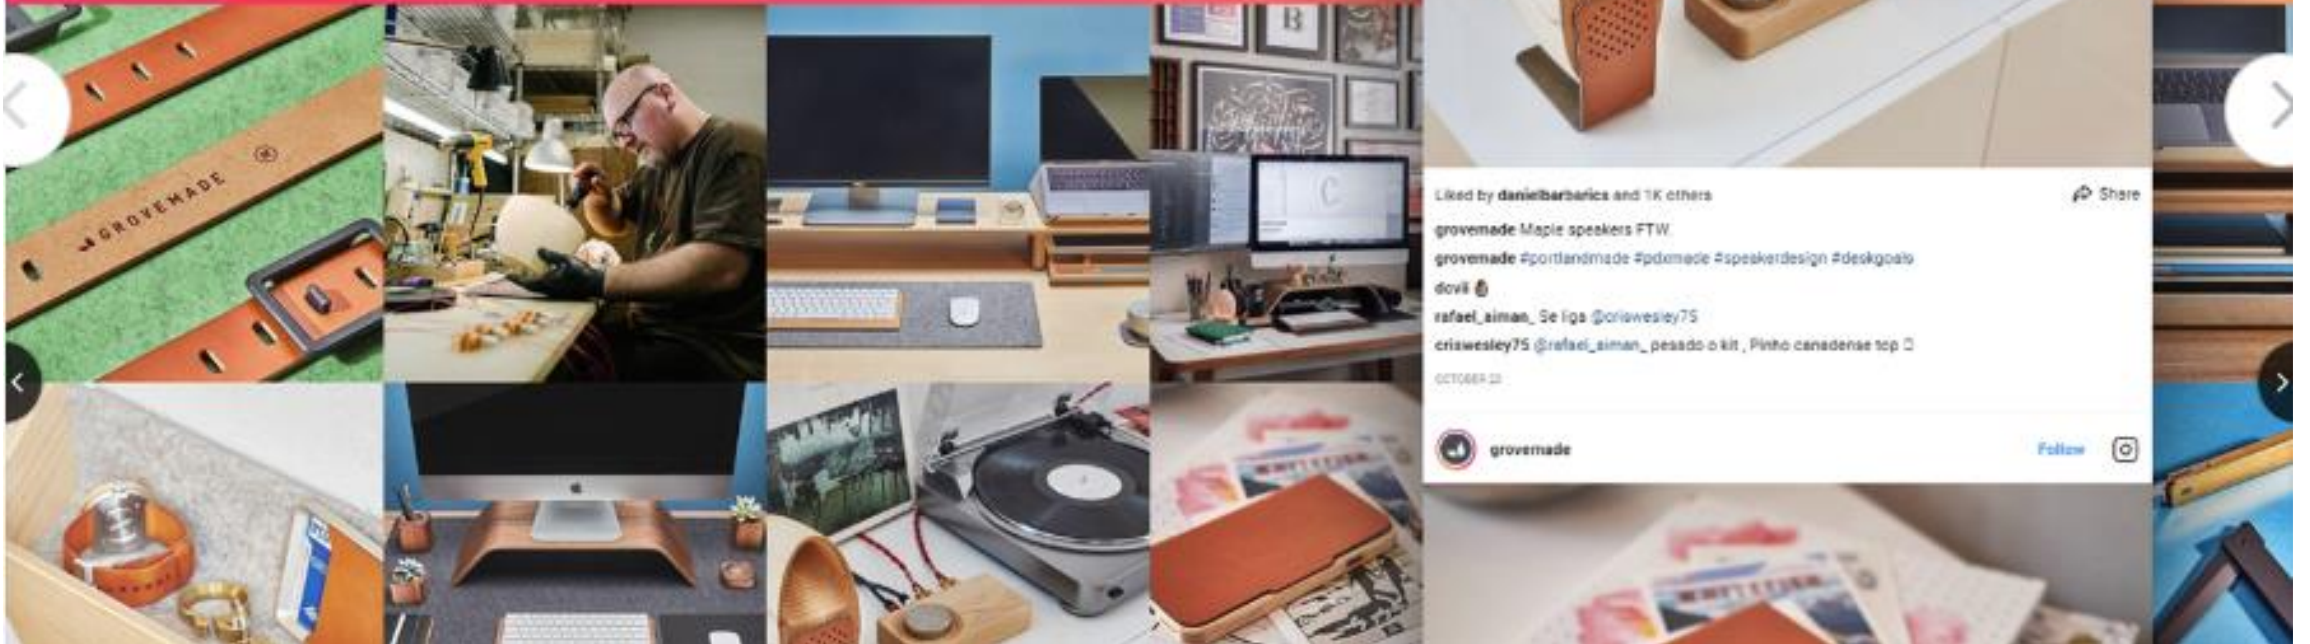 GROVEMADE
B
C
Liked by danielbarbarics and 1K others
Share
grovemade Maple speakers FTW.
grovemade #portlandmade #pdxmade #speakerdesign #deskgoals
dovii
rafael_aiman_ Se liga @criswesley75
criswesley75 @rafael_aiman_ pesado o kit , Pinho canadense top
OCTOBER 23
grovemade
Follow